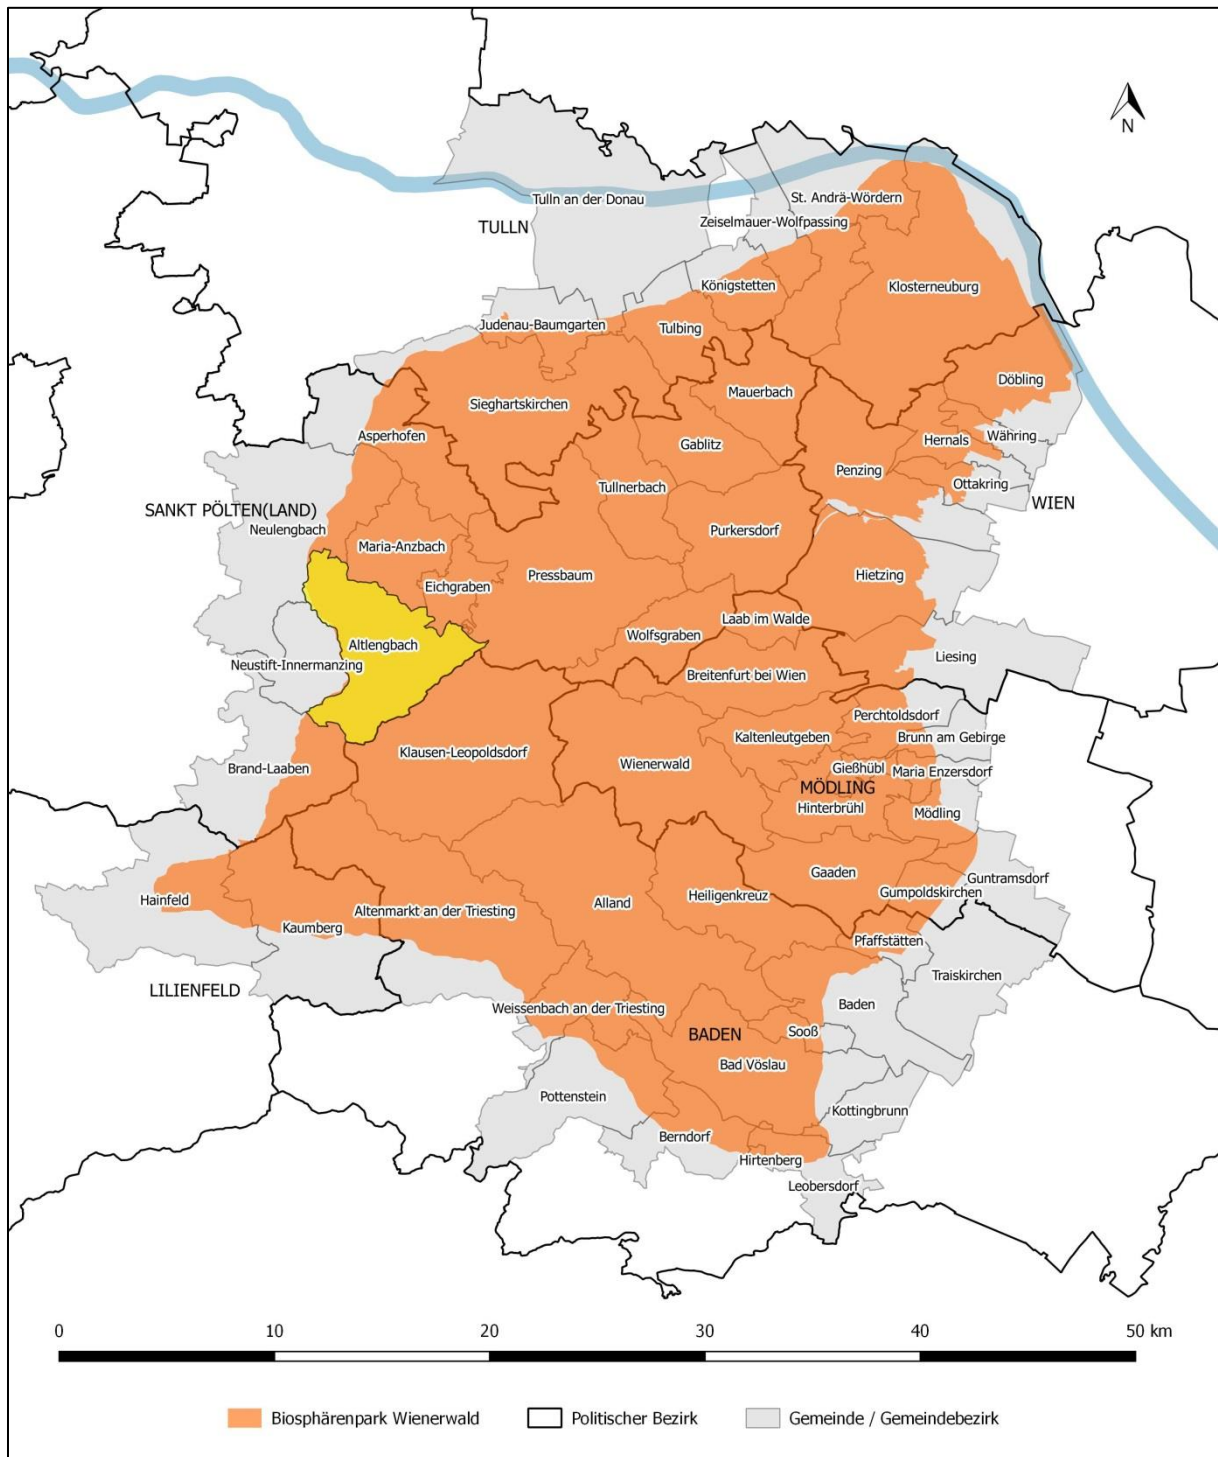 N
Tulln an der Donau
St. Andrä-Wördern
TULLN
Zeiselmauer-Wolfpassing
Königstetten
Klosterneuburg
Judenau-Baumgarten
Tulbing
Döbling
Mauerbach
Sieghartskirchen
Asperhofen
Gablitz
Hernals
Währing
Penzing
Ottakring
Tullnerbach
WIEN
SANKT PÖLTEN(LAND)
Neulengbach
Purkersdorf
Maria-Anzbach
Pressbaum
Hietzing
Eichgraben
Laab im Walde
Wolfsgraben
Altlengbach
Liesing
Neustift-Innermanzing
Breitenfurt bei Wien
Perchtoldsdorf
Kaltenleutgeben
Brunn am Gebirge
Klausen-Leopoldsdorf
Wienerwald
Brand-Laaben
Gießhübl
Maria Enzersdorf
MÖDLING
Hinterbrühl
Mödling
Gaaden
Guntramsdorf
Gumpoldskirchen
Heiligenkreuz
Hainfeld
Alland
Altenmarkt an der Triesting
Kaumberg
Pfaffstätten
Traiskirchen
LILIENFELD
Baden
Weissenbach an der Triesting
BADEN
Sooß
Bad Vöslau
Pottenstein
Kottingbrunn
Berndorf
Hirtenberg
Leobersdorf
0 10 20 30 40 50 km
Biosphärenpark Wienerwald Politischer Bezirk Gemeinde / Gemeindebezirk